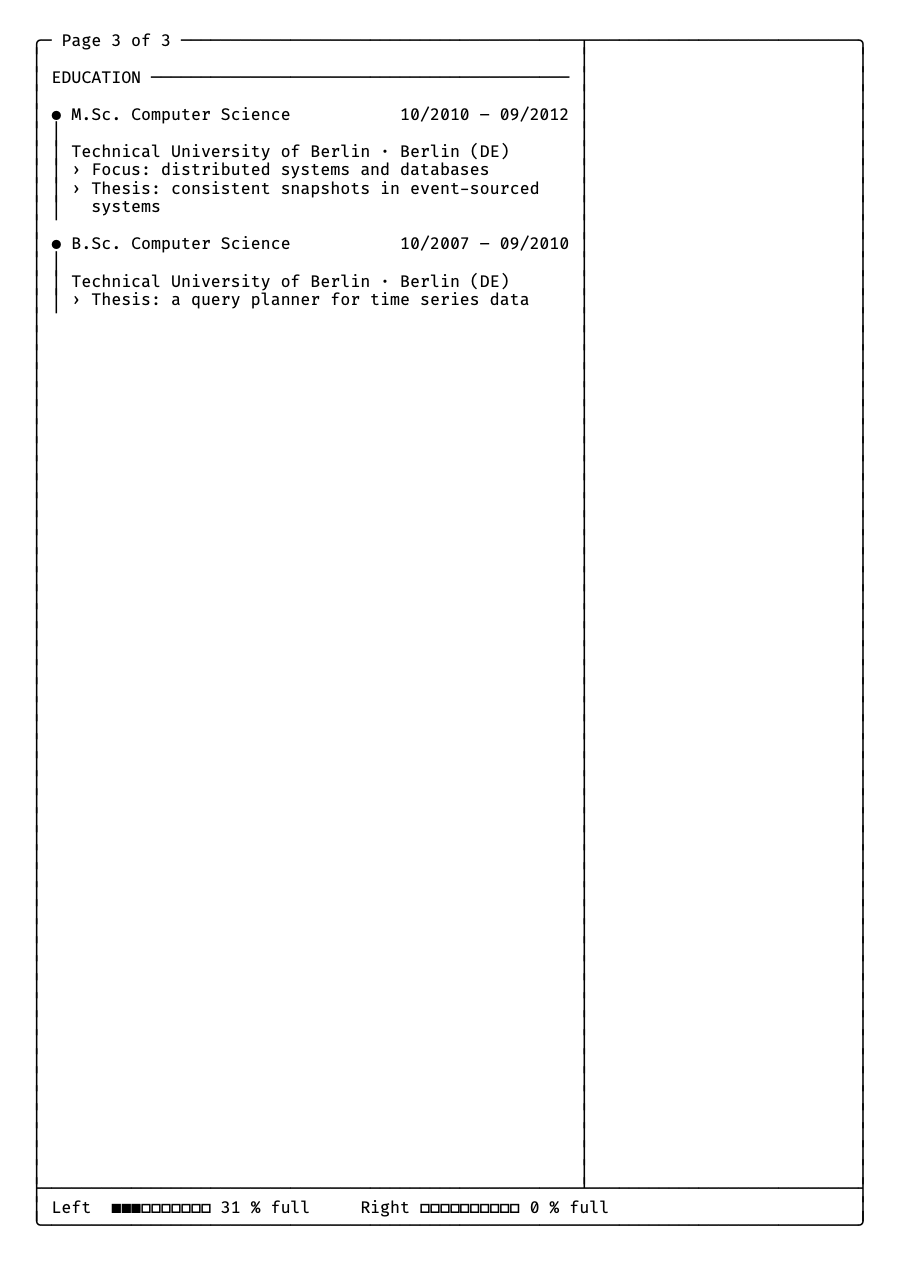 Page 3 of 3
EDUCATION
● M.Sc. Computer Science 10/2010 – 09/2012
Technical University of Berlin · Berlin (DE)
› Focus: distributed systems and databases
› Thesis: consistent snapshots in event-sourced
systems
● B.Sc. Computer Science 10/2007 – 09/2010
Technical University of Berlin · Berlin (DE)
› Thesis: a query planner for time series data
Left ■■■□□□□□□□ 31 % full Right □□□□□□□□□□ 0 % full